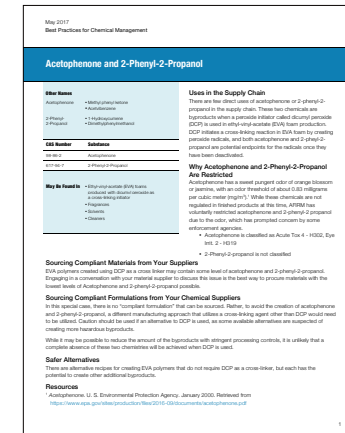 May 2017
Best Practices for Chemical Management
Acetophenone and 2-Phenyl-2-Propanol
Other Names
Acetophenone
• Methyl phenyl ketone
• Acetylbenzene
2-Phenyl-
2-Propanol
• 1-Hydroxycumene
• Dimethylphenylmethanol
CAS Number Substance
98-86-2 Acetophenone
617-94-7 2-Phenyl-2-Propanol
May Be Found in
• Ethyl-vinyl-acetate (EVA) foams
produced with dicumyl peroxide as
a cross-linking initiator
• Fragrances
• Solvents
• Cleaners
Uses in the Supply Chain
There are few direct uses of acetophenone or 2-phenyl-2-
propanol in the supply chain. These two chemicals are
byproducts when a peroxide initiator called dicumyl peroxide
(DCP) is used in ethyl-vinyl-acetate (EVA) foam production.
DCP initiates a cross-linking reaction in EVA foam by creating
peroxide radicals, and both acetophenone and 2-phenyl-2-
propanol are potential endpoints for the radicals once they
have been deactivated.
Why Acetophenone and 2-Phenyl-2-Propanol
Are Restricted
Acetophenone has a sweet pungent odor of orange blossom
or jasmine, with an odor threshold of about 0.83 milligrams
per cubic meter (mg/m³).¹ While these chemicals are not
regulated in finished products at this time, AFIRM has
voluntarily restricted acetophenone and 2-phenyl-2 propanol
due to the odor, which has prompted concern by some
enforcement agencies.
• Acetophenone is classified as Acute Tox 4 - H302, Eye
Irrit. 2 - H319
• 2-Phenyl-2-propanol is not classified
Sourcing Compliant Materials from Your Suppliers
EVA polymers created using DCP as a cross linker may contain some level of acetophenone and 2-phenyl-2-propanol.
Engaging in a conversation with your material supplier to discuss this issue is the best way to procure materials with the
lowest levels of Acetophenone and 2-phenyl-2-propanol possible.
Sourcing Compliant Formulations from Your Chemical Suppliers
In this special case, there is no "compliant formulation" that can be sourced. Rather, to avoid the creation of acetophenone
and 2-phenyl-2-propanol, a different manufacturing approach that utilizes a cross-linking agent other than DCP would need
to be utilized. Caution should be used if an alternative to DCP is used, as some available alternatives are suspected of
creating more hazardous byproducts.
While it may be possible to reduce the amount of the byproducts with stringent processing controls, it is unlikely that a
complete absence of these two chemistries will be achieved when DCP is used.
Safer Alternatives
There are alternative recipes for creating EVA polymers that do not require DCP as a cross-linker, but each has the
potential to create other additional byproducts.
Resources
¹ Acetophenone. U. S. Environmental Protection Agency. January 2000. Retrieved from
https://www.epa.gov/sites/production/files/2016-09/documents/acetophenone.pdf
1